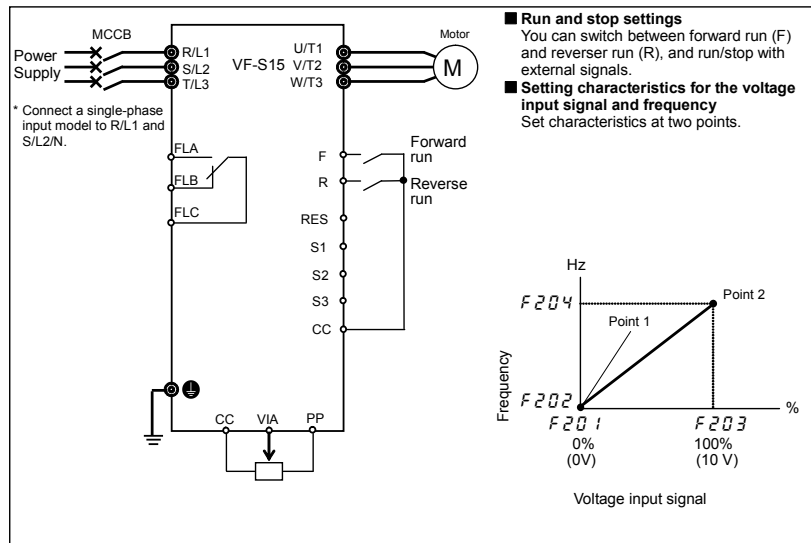 MCCB
Power
Supply
R/L1
S/L2
T/L3
VF-S15
U/T1
V/T2
W/T3
Motor
M
* Connect a single-phase
input model to R/L1 and
S/L2/N.
FLA
FLB
FLC
F
R
RES
S1
S2
S3
CC
Forward
run
Reverse
run
CC
VIA
PP
■ Run and stop settings
You can switch between forward run (F)
and reverser run (R), and run/stop with
external signals.
■ Setting characteristics for the voltage
input signal and frequency
Set characteristics at two points.
Hz
F204
Point 2
Point 1
Frequency
F202
%
F201
F203
0%
(0V)
100%
(10 V)
Voltage input signal